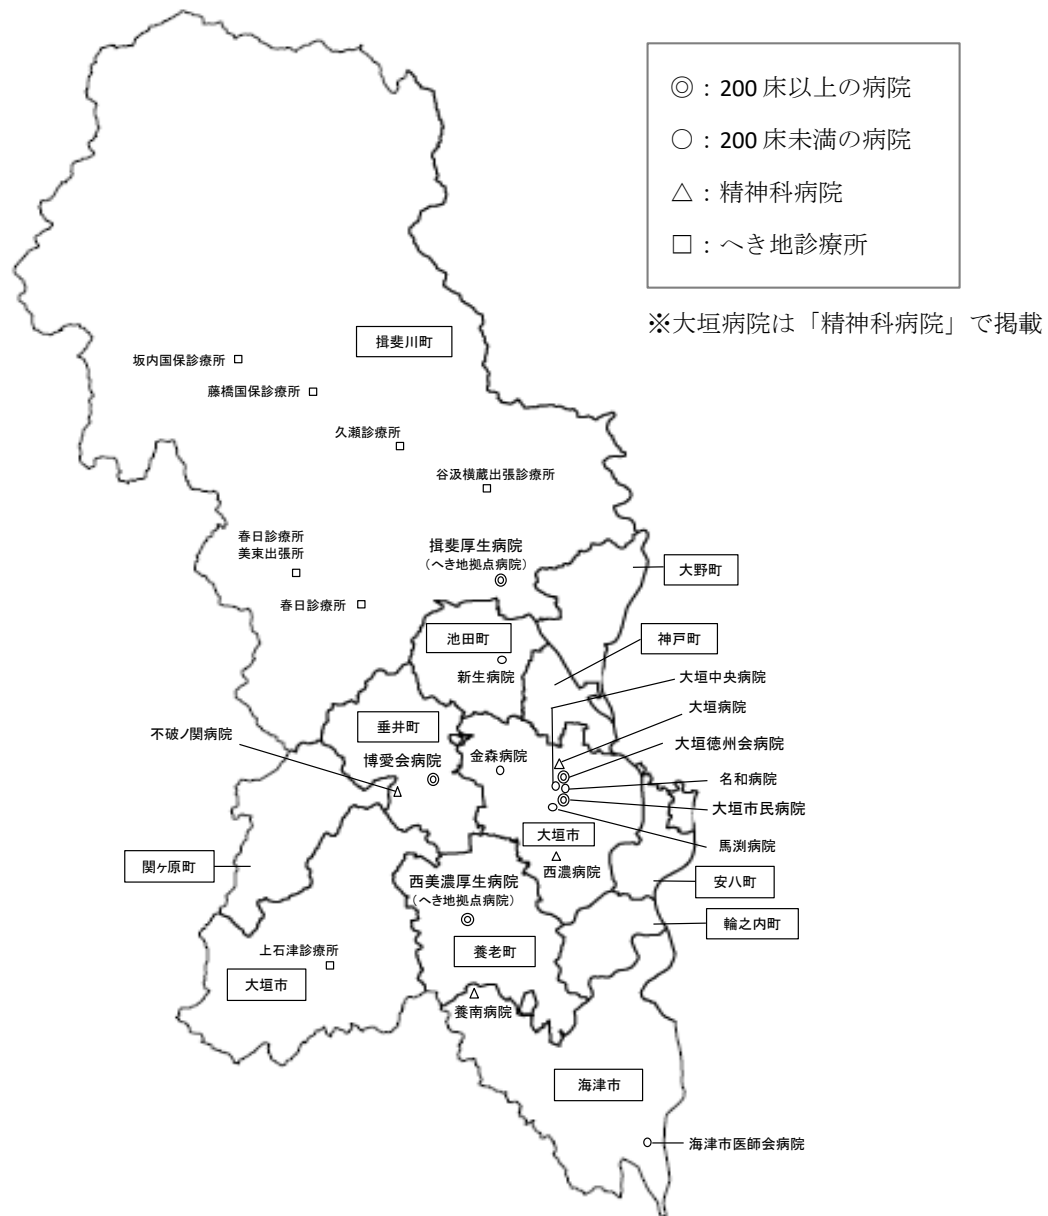 ◎：200 床以上の病院
○：200 床未満の病院
△：精神科病院
□：へき地診療所
※大垣病院は「精神科病院」で掲載
揖斐川町
坂内国保診療所
藤橋国保診療所
久瀬診療所
谷汲横蔵出張診療所
春日診療所
美束出張所
揖斐厚生病院
（へき地拠点病院）
大野町
春日診療所
池田町
神戸町
新生病院
大垣中央病院
大垣病院
垂井町
不破ノ関病院
大垣徳州会病院
博愛会病院
金森病院
名和病院
大垣市民病院
大垣市
馬渕病院
関ヶ原町
西濃病院
西美濃厚生病院
（へき地拠点病院）
安八町
輪之内町
上石津診療所
養老町
大垣市
養南病院
海津市
海津市医師会病院